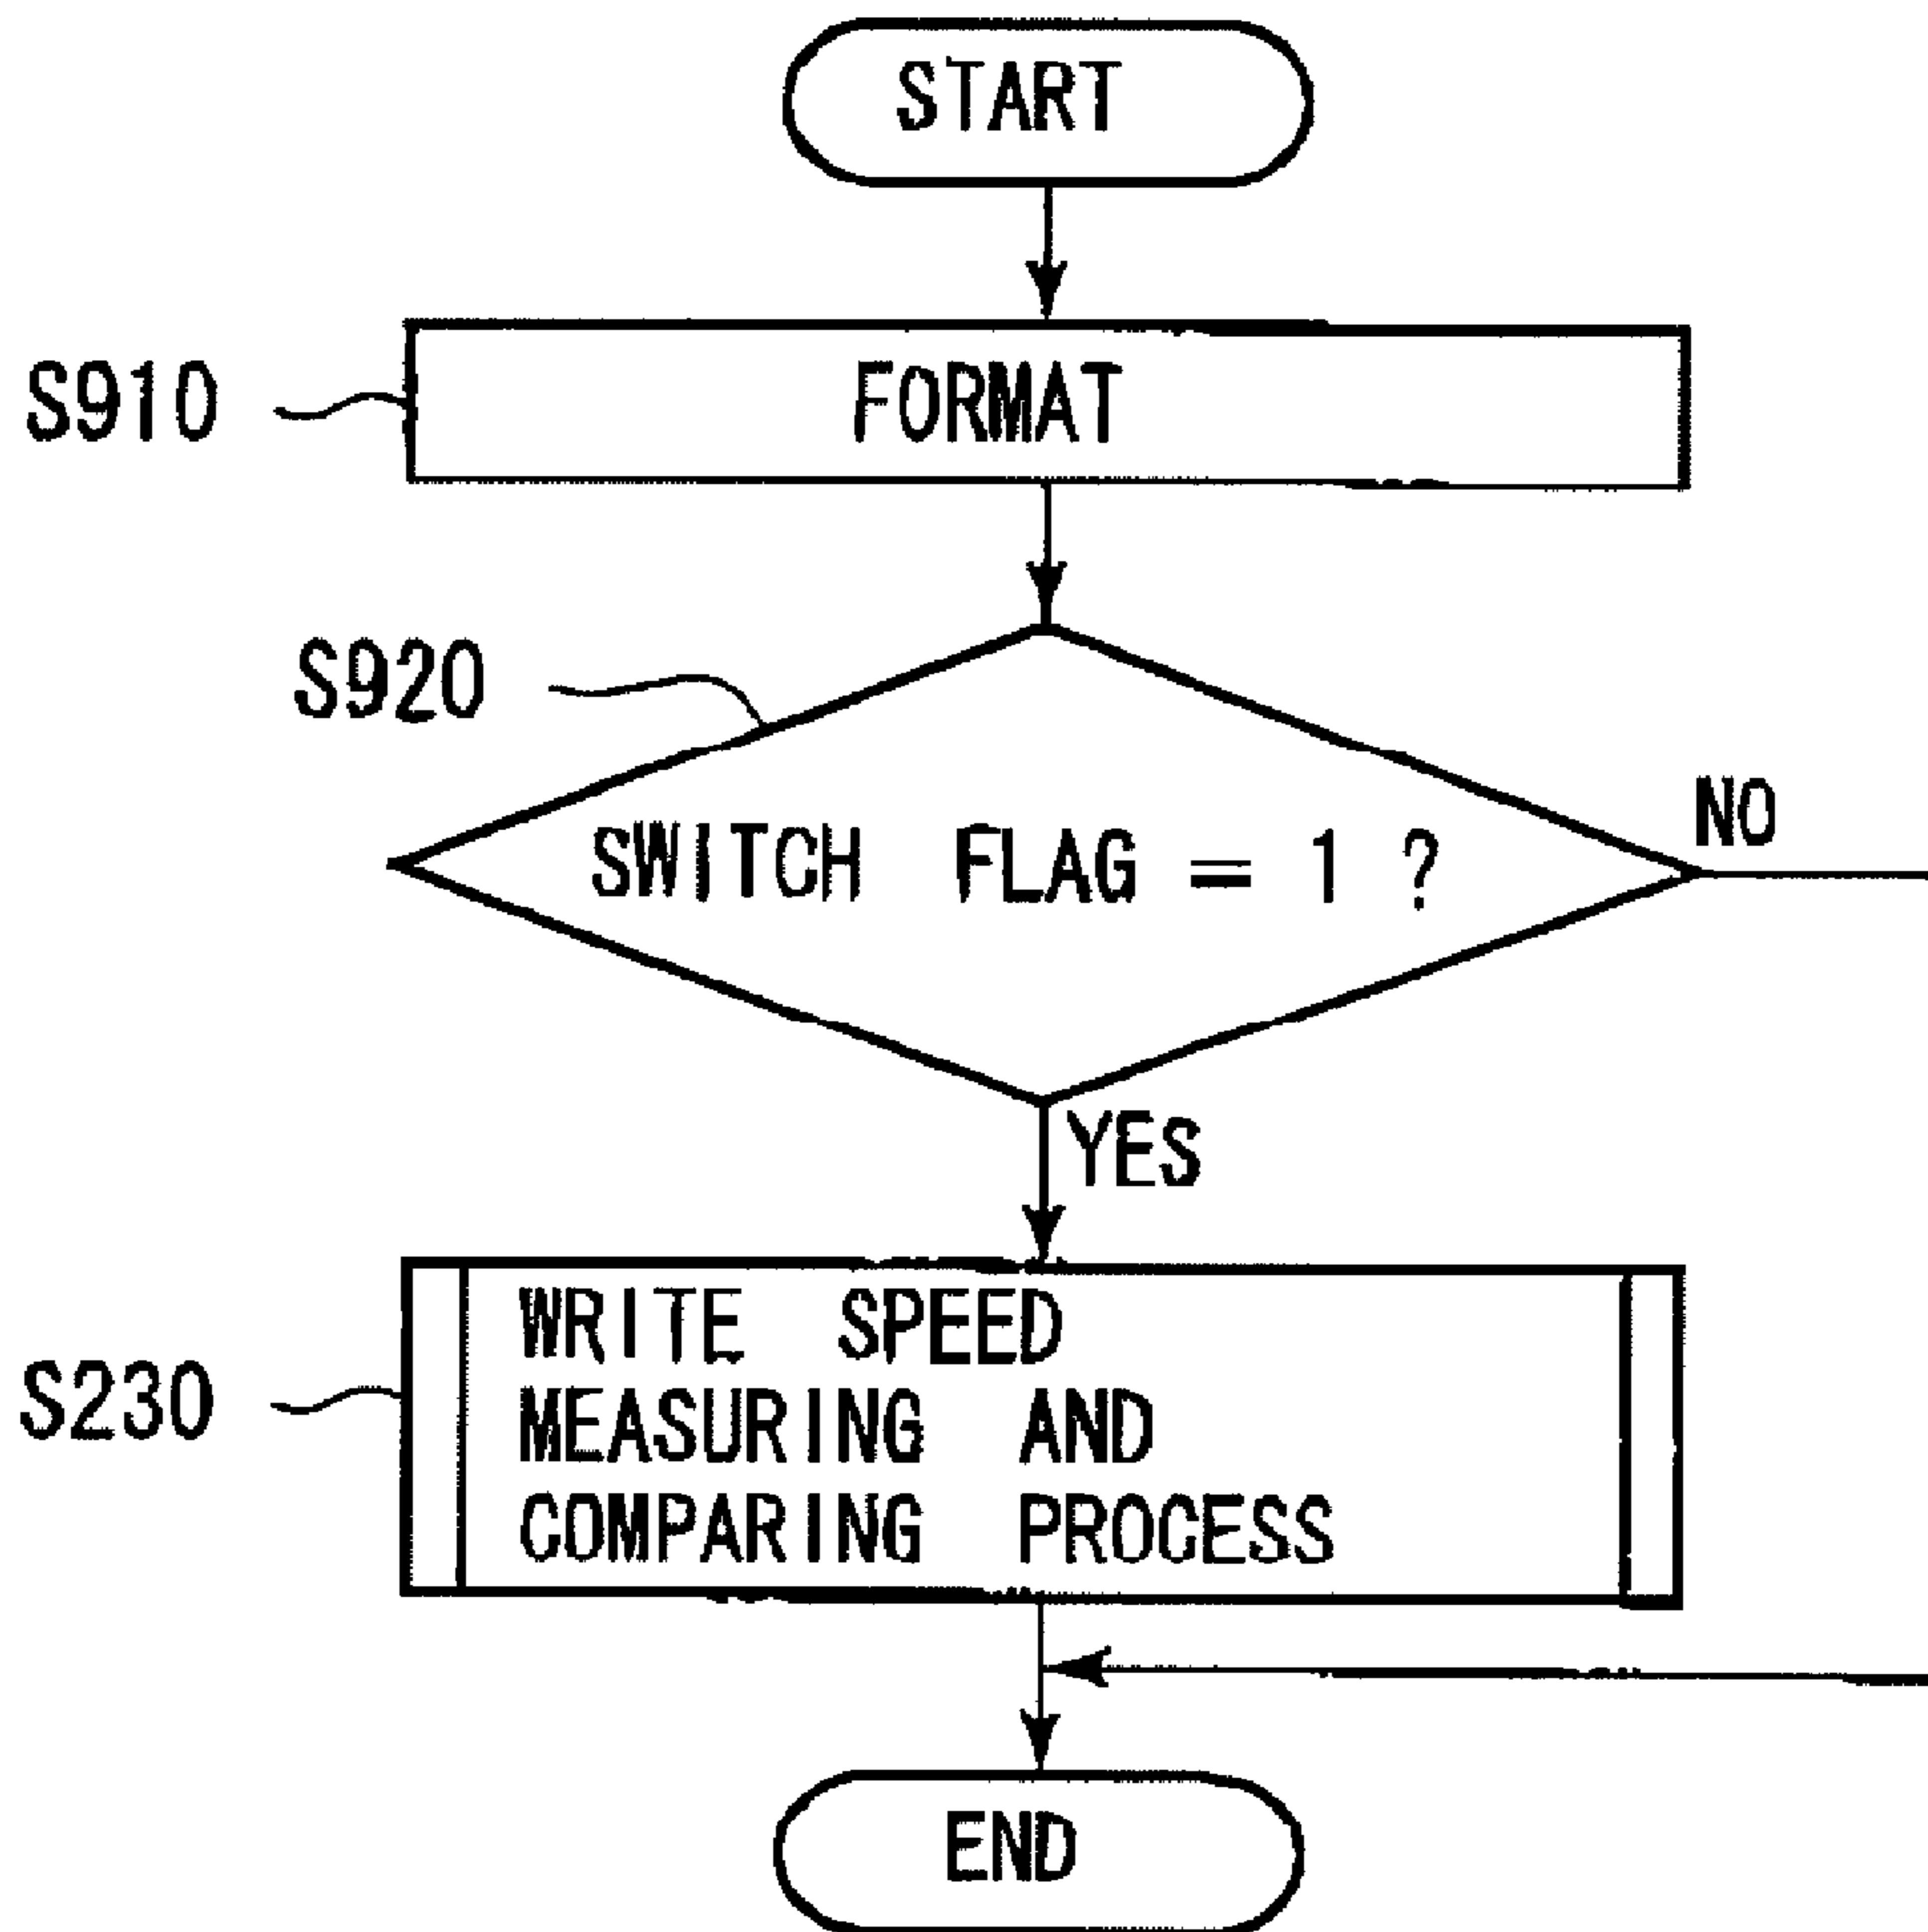 START
S910
FORMAT
S920
SWITCH FLAG = 1 ?
NO
YES
S230
WRITE SPEED
MEASURING AND
COMPARING PROCESS
END